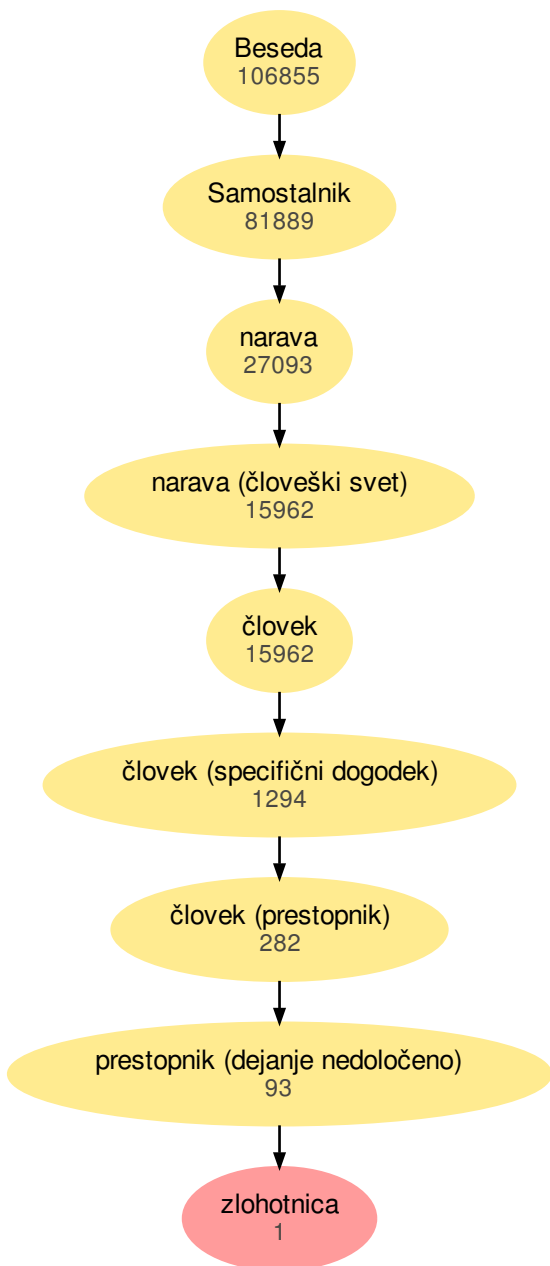 Beseda
106855
Samostalnik
81889
narava
27093
narava (človeški svet)
15962
človek
15962
človek (specifični dogodek)
1294
človek (prestopnik)
282
prestopnik (dejanje nedoločeno)
93
zlohotnica
1